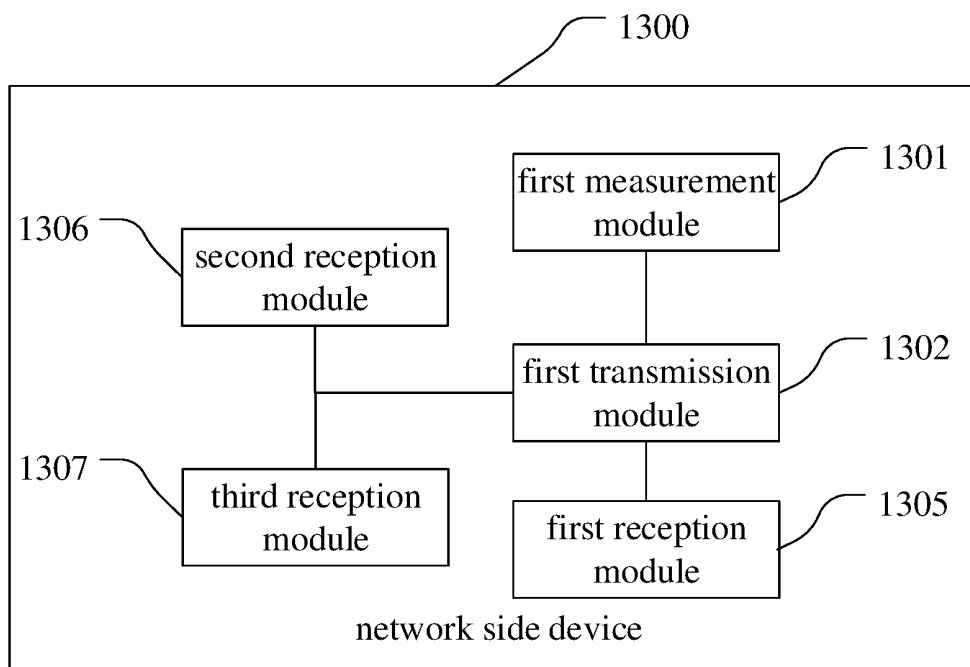 1300
first measurement
module
1301
1306
second reception
module
first transmission
module
1302
1307
third reception
module
first reception
module
1305
network side device